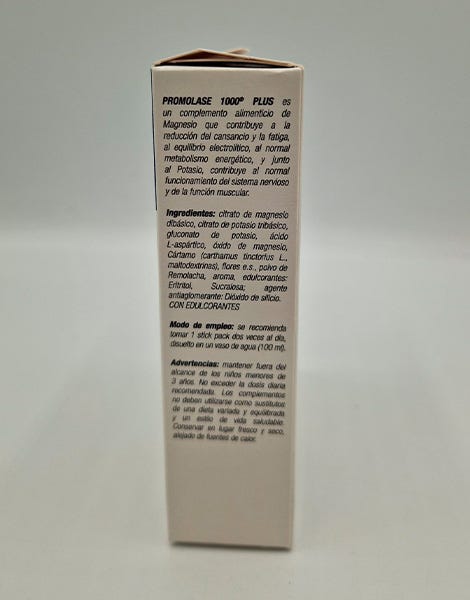 PROMOLASE 1000® PLUS es
un complemento alimenticio de
Magnesio que contribuye a la
reducción del cansancio y la fatiga,
al equilibrio electrolítico, al normal
metabolismo energético, y junto
al Potasio, contribuye al normal
funcionamiento del sistema nervioso
y de la función muscular.
Ingredientes: citrato de magnesio
dibásico, citrato de potasio tribásico,
gluconato de potasio, ácido
L-aspártico, óxido de magnesio,
Cártamo (carthamus tinctorius L.,
maltodextrinas), flores e.s., polvo de
Remolacha, aroma, edulcorantes:
Eritritol, Sucralosa; agente
antiaglomerante: Dióxido de silicio.
CON EDULCORANTES
Modo de empleo: se recomienda
tomar 1 stick pack dos veces al día,
disuelto en un vaso de agua (100 ml).
Advertencias: mantener fuera del
alcance de los niños menores de
3 años. No exceder la dosis diaria
recomendada. Los complementos
no deben utilizarse como sustitutos
de una dieta variada y equilibrada
y un estilo de vida saludable.
Conservar en lugar fresco y seco,
alejado de fuentes de calor.